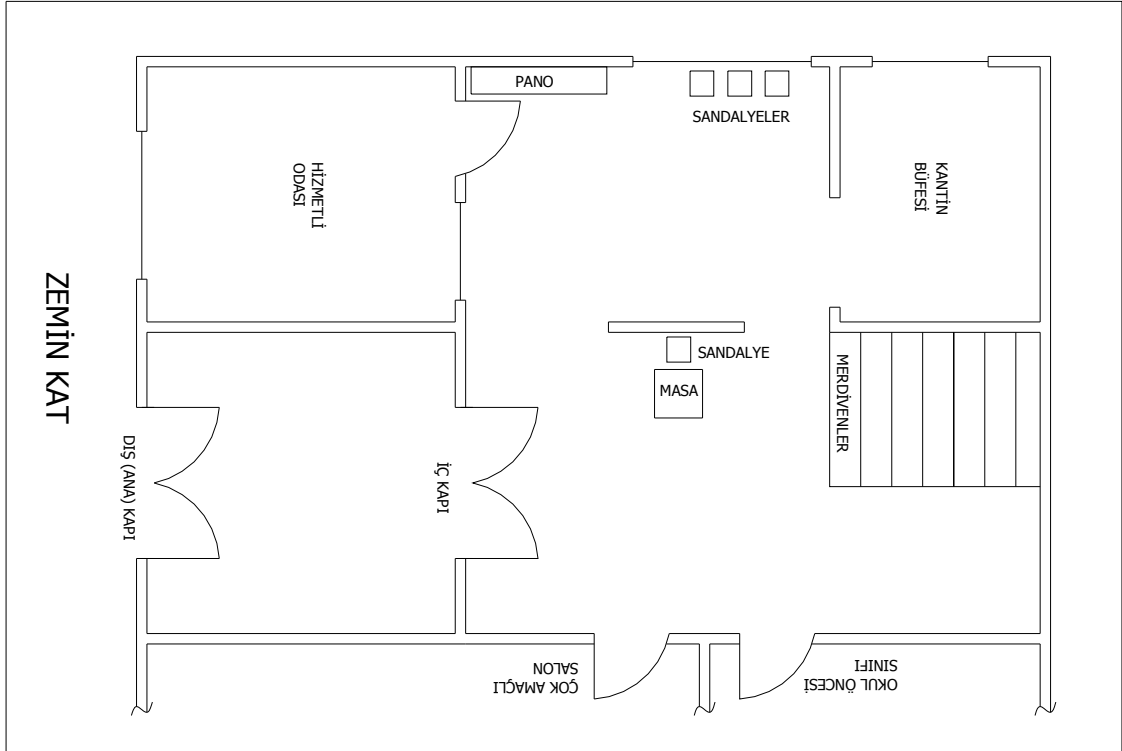 PANO
SANDALYELER
HİZMETLİ
ODASI
KANTİN
BÜFESİ
ZEMİN KAT
SANDALYE
MASA
MERDİVENLER
DIŞ (ANA) KAPI
İÇ KAPI
ÇOK AMAÇLI
SALON
OKUL ÖNCESİ
SINIFI